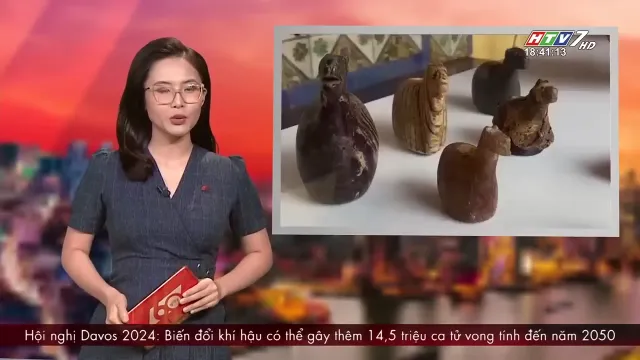 HTV7 HD
18:41:13
Hội nghị Davos 2024: Biến đổi khí hậu có thể gây thêm 14,5 triệu ca tử vong tính đến năm 2050